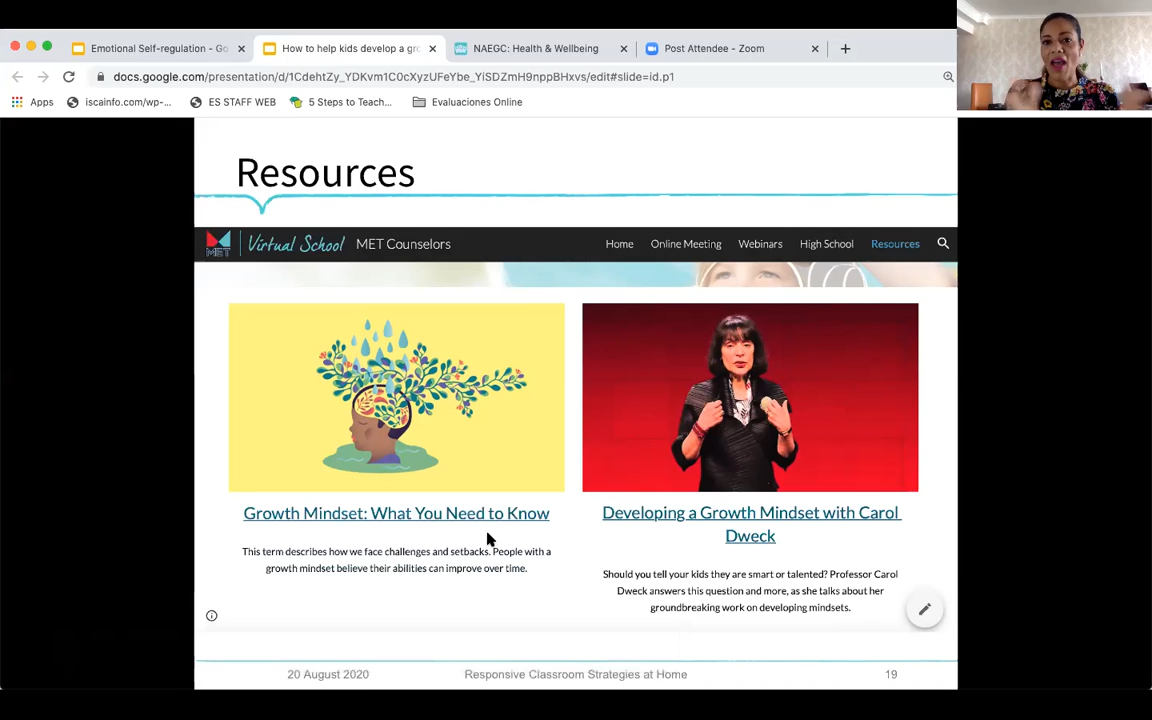 Emotional Self-regulation - Go
How to help kids develop a gr
NAEGC: Health & Wellbeing
Post Attendee - Zoom
docs.google.com/presentation/d/1CdehtZy_YDKvm1C0cXyzUFeYbe_YiSDZmH9nppBHxvs/edit#slide=id.p1
Apps
iscainfo.com/wp-...
ES STAFF WEB
5 Steps to Teach...
Evaluaciones Online
Resources
MET
Virtual School
MET Counselors
Home
Online Meeting
Webinars
High School
Resources
Growth Mindset: What You Need to Know
This term describes how we face challenges and setbacks. People with a
growth mindset believe their abilities can improve over time.
Developing a Growth Mindset with Carol
Dweck
Should you tell your kids they are smart or talented? Professor Carol
Dweck answers this question and more, as she talks about her
groundbreaking work on developing mindsets.
20 August 2020
Responsive Classroom Strategies at Home
19